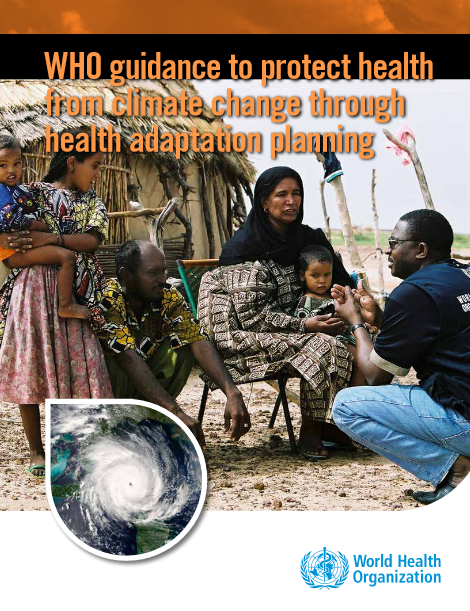 WHO guidance to protect health
from climate change through
health adaptation planning
World Health
Organization